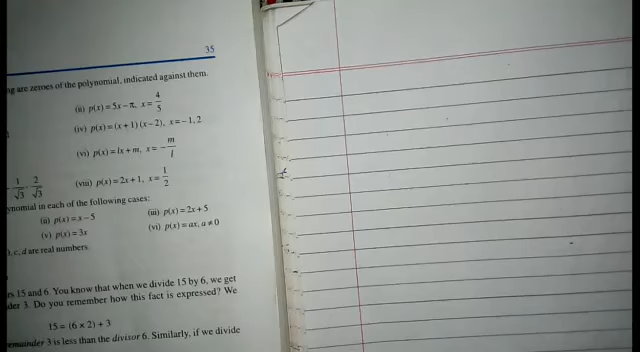 35
are zeroes of the polynomial, indicated against them.
(ii) p(x) = 5x – π, x = 4/5
(iv) p(x) = (x + 1) (x – 2), x = – 1, 2
(vi) p(x) = lx + m, x = – m/l
1/√3, 2/√3 (viii) p(x) = 2x + 1, x = 1/2
in each of the following cases:
(ii) p(x) = x – 5 (iii) p(x) = 2x + 5
(v) p(x) = 3x (vi) p(x) = ax, a ≠ 0
c, d are real numbers.
15 and 6. You know that when we divide 15 by 6, we get
3. Do you remember how this fact is expressed? We
15 = (6 × 2) + 3
remainder 3 is less than the divisor 6. Similarly, if we divide